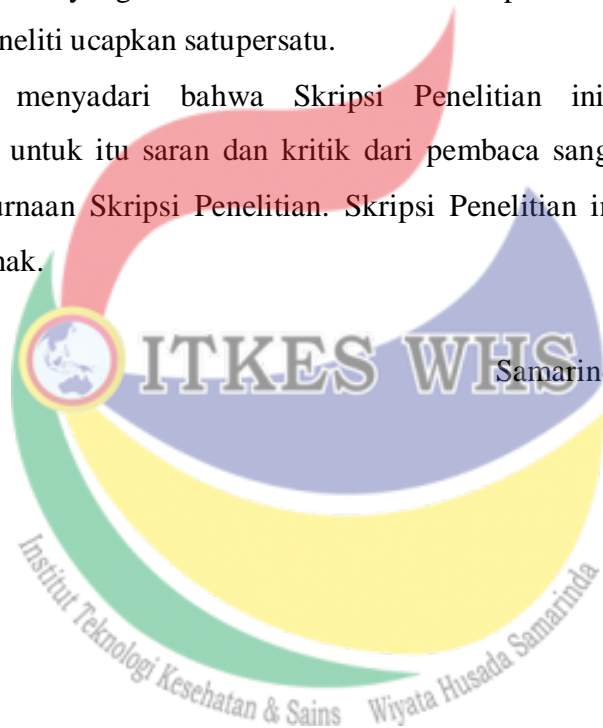 neliti ucapkan satupersatu.
menyadari bahwa Skripsi Penelitian ini
untuk itu saran dan kritik dari pembaca sang
urnaan Skripsi Penelitian. Skripsi Penelitian in
nak.
ITKES WHS
Samarin
Institut Teknologi Kesehatan & Sains Wiyata Husada Samarinda